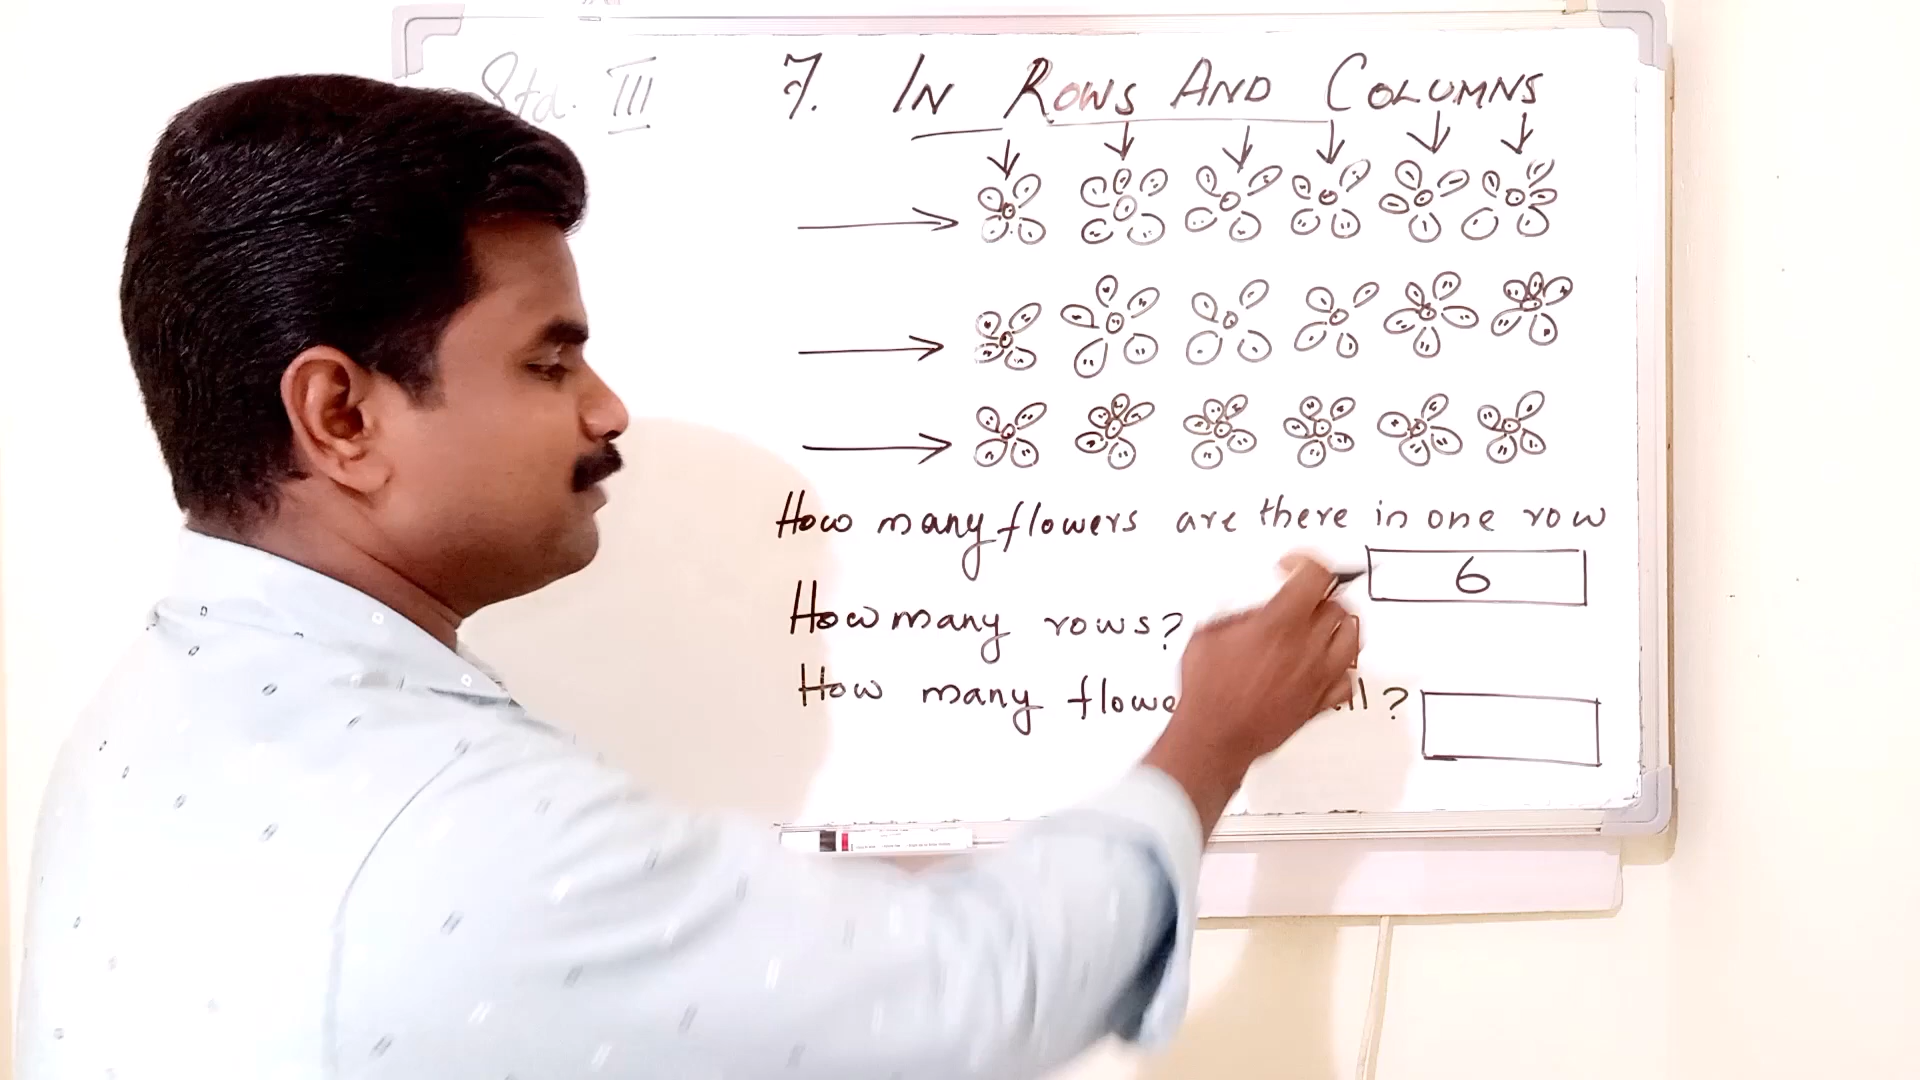 Std. III
7. IN ROWS AND COLUMNS
How many flowers are there in one row
6
How many rows?
How many all?